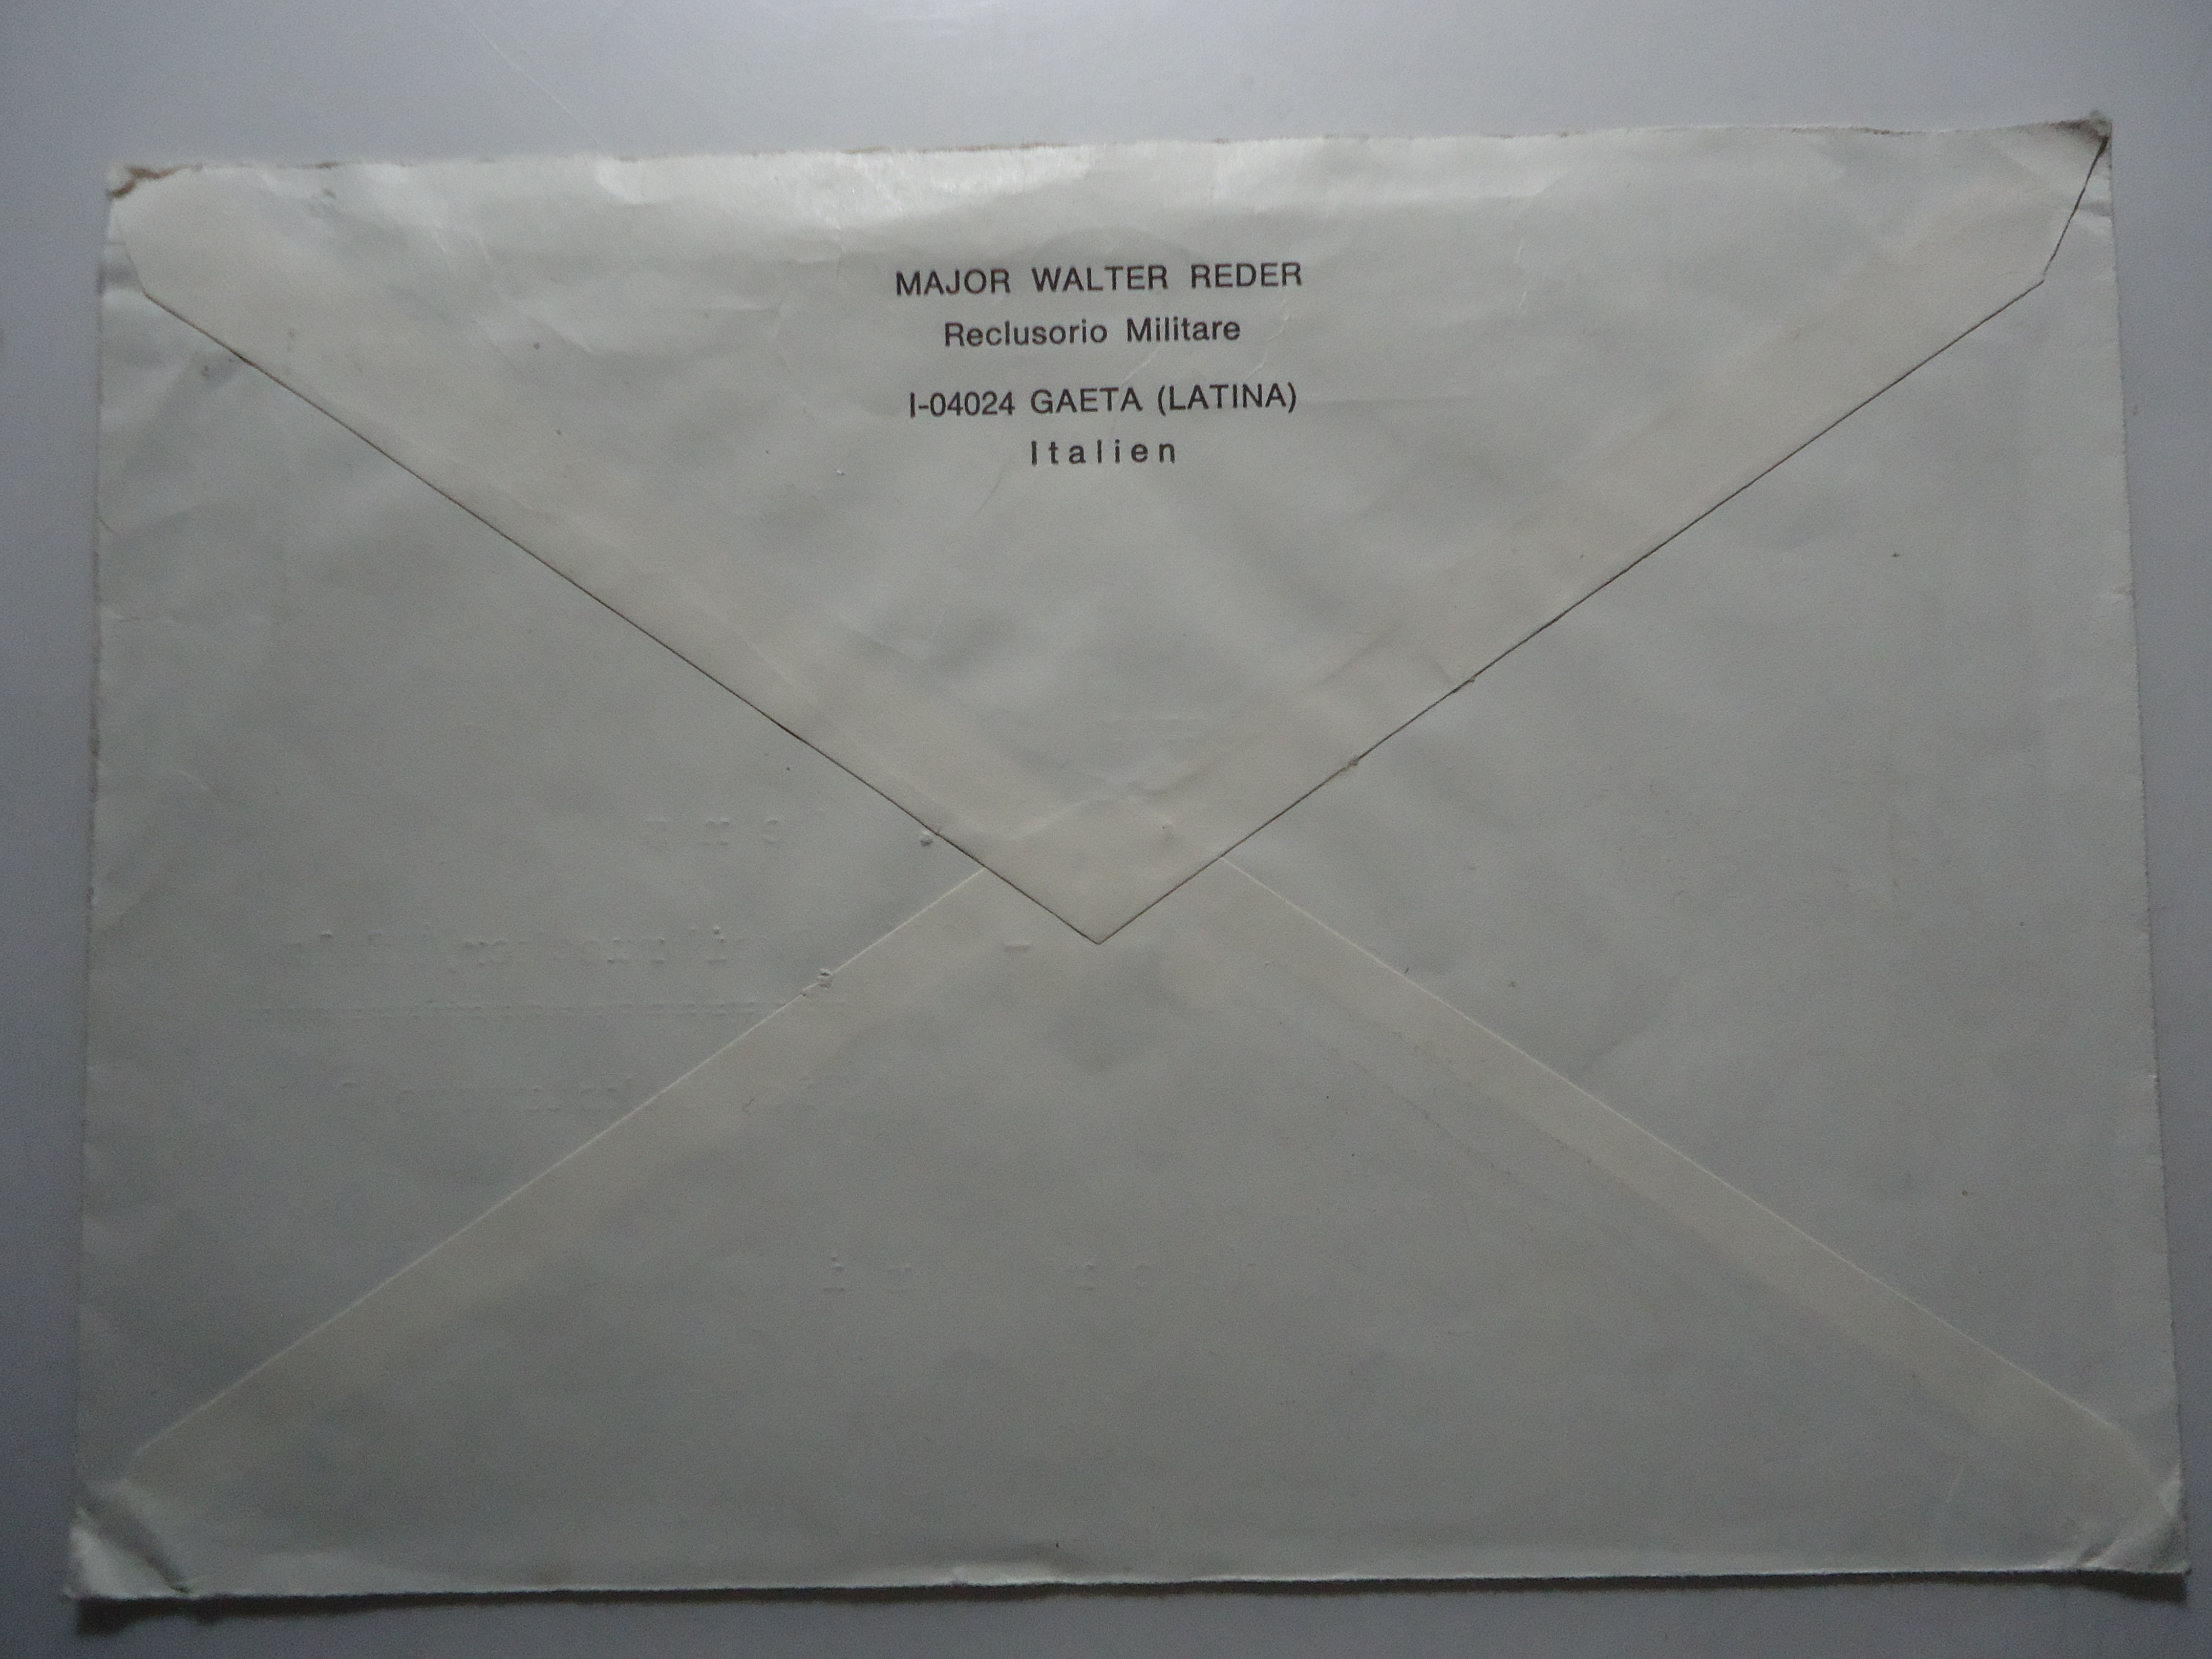 MAJOR WALTER REDER
Reclusorio Militare
I-04024 GAETA (LATINA)
Italien